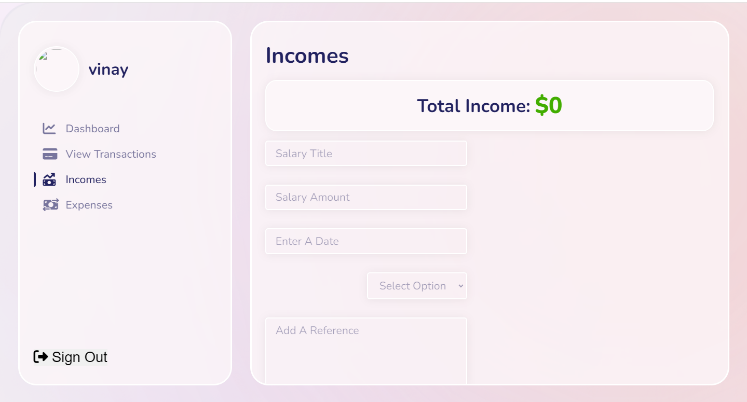 vinay
Dashboard
View Transactions
Incomes
Expenses
Sign Out
Incomes
Total Income: $0
Salary Title
Salary Amount
Enter A Date
Select Option
Add A Reference